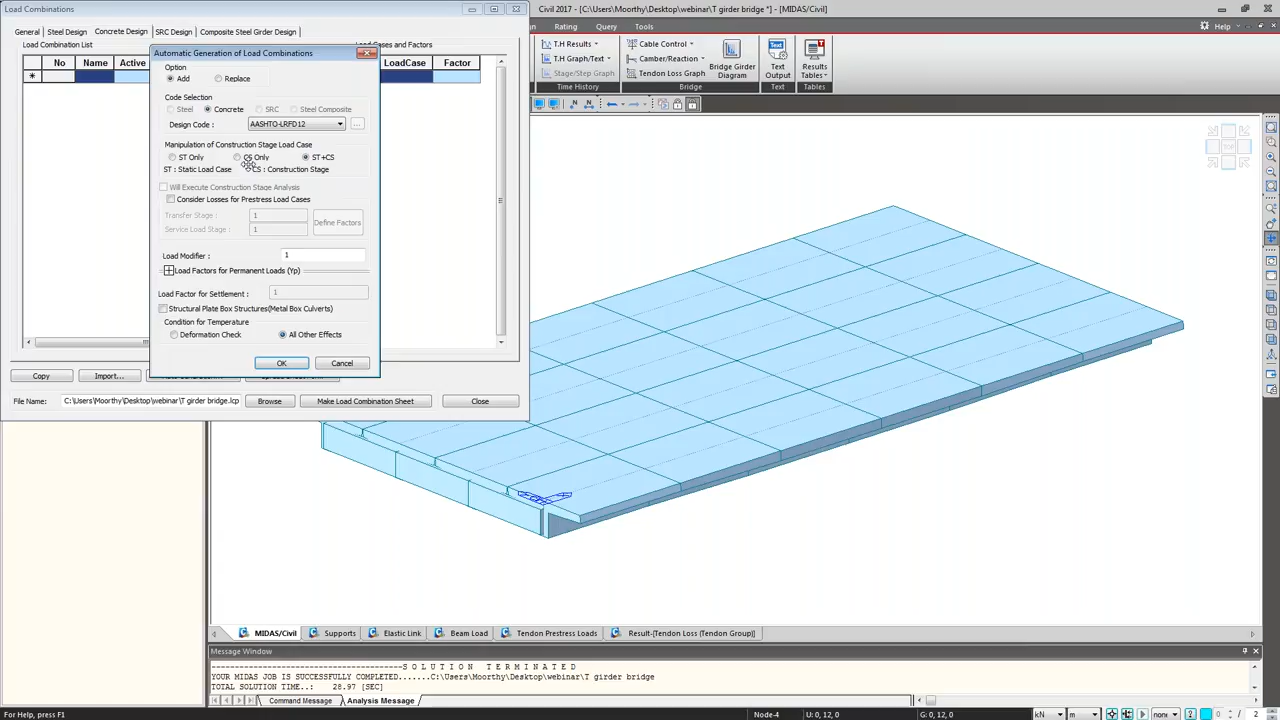 Load Combinations
Civil 2017 - [C:\Users\Moorthy\Desktop\webinar\T girder bridge *] - [MIDAS/Civil]
General Steel Design Concrete Design SRC Design Composite Steel Girder Design
Rating Query Tools Help
Load Combination List
No Name Active
LoadCase Factor
Automatic Generation of Load Combinations
Option
Add Replace
Code Selection
Steel Concrete SRC Steel Composite
Design Code : AASHTO-LRFD12 ...
Manipulation of Construction Stage Load Case
ST Only CS Only ST+CS
ST : Static Load Case CS : Construction Stage
Will Execute Construction Stage Analysis
Consider Losses for Prestress Load Cases
Transfer Stage : 1
Service Load Stage : 1
Define Factors
Load Modifier : 1
Load Factors for Permanent Loads (Yp)
Load Factor for Settlement : 1
Structural Plate Box Structures(Metal Box Culverts)
Condition for Temperature
Deformation Check All Other Effects
OK Cancel
Copy Import...
File Name: C:\Users\Moorthy\Desktop\webinar\T girder bridge.lcp Browse Make Load Combination Sheet Close
T.H Results
T.H Graph/Text
Stage/Step Graph
Time History
Cable Control
Camber/Reaction
Tendon Loss Graph
Bridge Girder
Diagram
Bridge
Text
Output
Text
Results
Tables
Tables
TOP
MIDAS/Civil Supports Elastic Link Beam Load Tendon Prestress Loads Result-[Tendon Loss (Tendon Group)]
Message Window
S O L U T I O N T E R M I N A T E D
YOUR MIDAS JOB IS SUCCESSFULLY COMPLETED.......C:\Users\Moorthy\Desktop\webinar\T girder bridge
TOTAL SOLUTION TIME..: 28.97 [SEC]
Command Message Analysis Message
For Help, press F1 Node-4 U: 0, 12, 0 G: 0, 12, 0 kN m none 2